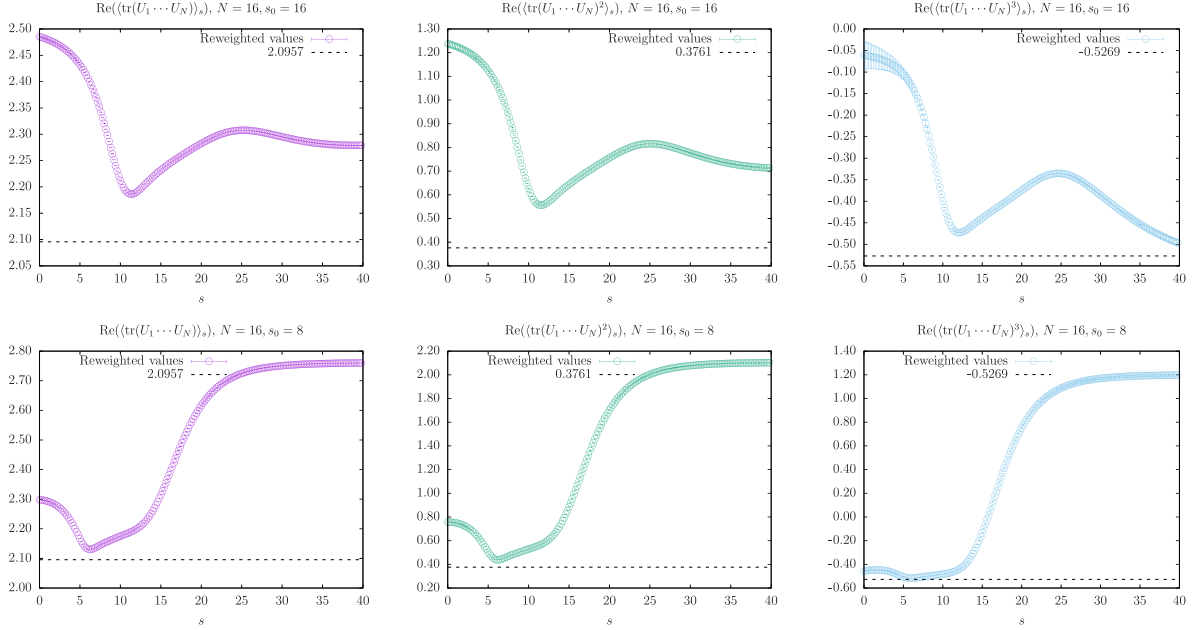 Re(⟨tr(U₁ ⋯ U_N)⟩ₛ), N = 16, s₀ = 16
2.50
2.45
2.40
2.35
2.30
2.25
2.20
2.15
2.10
2.05
0 5 10 15 20 25 30 35 40
s
Reweighted values
2.0957
Re(⟨tr(U₁ ⋯ U_N)²⟩ₛ), N = 16, s₀ = 16
1.30
1.20
1.10
1.00
0.90
0.80
0.70
0.60
0.50
0.40
0.30
0 5 10 15 20 25 30 35 40
s
Reweighted values
0.3761
Re(⟨tr(U₁ ⋯ U_N)³⟩ₛ), N = 16, s₀ = 16
0.00
-0.05
-0.10
-0.15
-0.20
-0.25
-0.30
-0.35
-0.40
-0.45
-0.50
-0.55
0 5 10 15 20 25 30 35 40
s
Reweighted values
-0.5269
Re(⟨tr(U₁ ⋯ U_N)⟩ₛ), N = 16, s₀ = 8
2.80
2.70
2.60
2.50
2.40
2.30
2.20
2.10
2.00
0 5 10 15 20 25 30 35 40
s
Reweighted values
2.0957
Re(⟨tr(U₁ ⋯ U_N)²⟩ₛ), N = 16, s₀ = 8
2.20
2.00
1.80
1.60
1.40
1.20
1.00
0.80
0.60
0.40
0.20
0 5 10 15 20 25 30 35 40
s
Reweighted values
0.3761
Re(⟨tr(U₁ ⋯ U_N)³⟩ₛ), N = 16, s₀ = 8
1.40
1.20
1.00
0.80
0.60
0.40
0.20
0.00
-0.20
-0.40
-0.60
0 5 10 15 20 25 30 35 40
s
Reweighted values
-0.5269